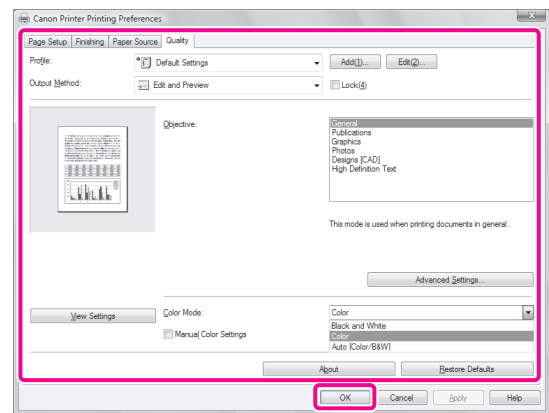 Canon Printer Printing Preferences
Page Setup Finishing Paper Source Quality
Profile: Default Settings Add(1)... Edit(2)...
Output Method: Edit and Preview Lock(4)
Objective: General
Publications
Graphics
Photos
Designs [CAD]
High Definition Text
This mode is used when printing documents in general.
Advanced Settings...
View Settings Color Mode: Color
Black and White
Manual Color Settings Color
Auto [Color/B&W]
About Restore Defaults
OK Cancel Apply Help